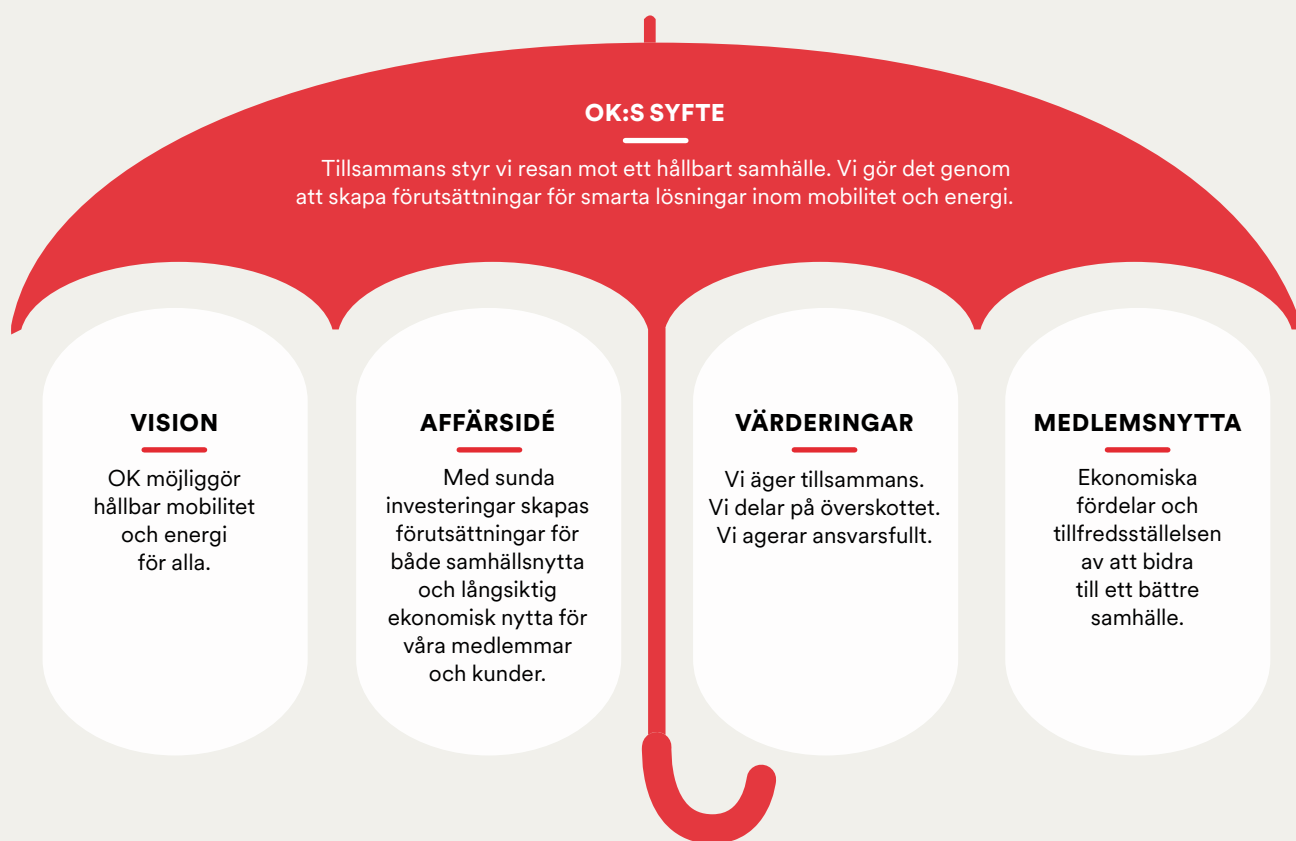 OK:S SYFTE
Tillsammans styr vi resan mot ett hållbart samhälle. Vi gör det genom
att skapa förutsättningar för smarta lösningar inom mobilitet och energi.
VISION
OK möjliggör
hållbar mobilitet
och energi
för alla.
AFFÄRSIDÉ
Med sunda
investeringar skapas
förutsättningar för
både samhällsnytta
och långsiktig
ekonomisk nytta för
våra medlemmar
och kunder.
VÄRDERINGAR
Vi äger tillsammans.
Vi delar på överskottet.
Vi agerar ansvarsfullt.
MEDLEMSNYTTA
Ekonomiska
fördelar och
tillfredsställelsen
av att bidra
till ett bättre
samhälle.